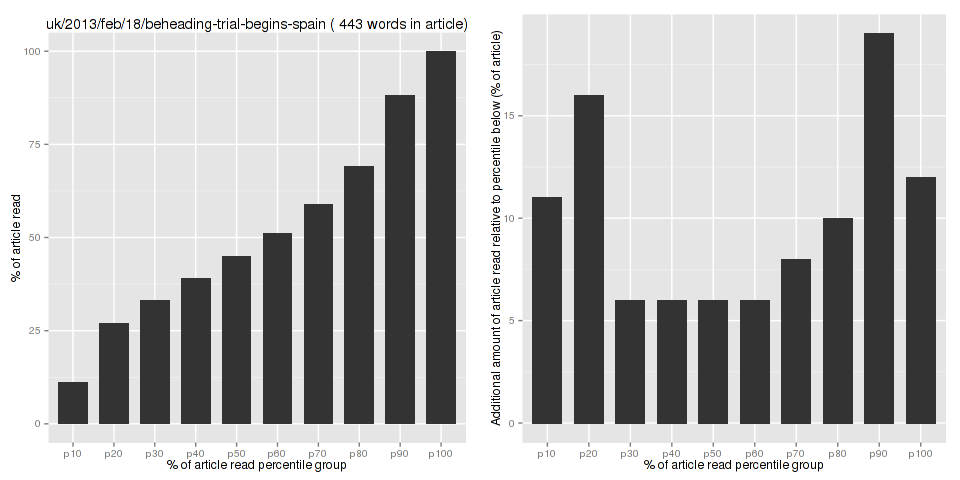 uk/2013/feb/18/beheading-trial-begins-spain ( 443 words in article)
% of article read
100
75
50
25
0
p10 p20 p30 p40 p50 p60 p70 p80 p90 p100
% of article read percentile group
Additional amount of article read relative to percentile below (% of article)
15
10
5
0
p10 p20 p30 p40 p50 p60 p70 p80 p90 p100
% of article read percentile group